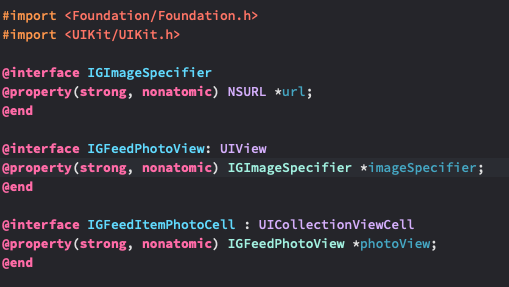 #import <Foundation/Foundation.h>
#import <UIKit/UIKit.h>
@interface IGImageSpecifier
@property(strong, nonatomic) NSURL *url;
@end
@interface IGFeedPhotoView: UIView
@property(strong, nonatomic) IGImageSpecifier *imageSpecifier;
@end
@interface IGFeedItemPhotoCell : UICollectionViewCell
@property(strong, nonatomic) IGFeedPhotoView *photoView;
@end